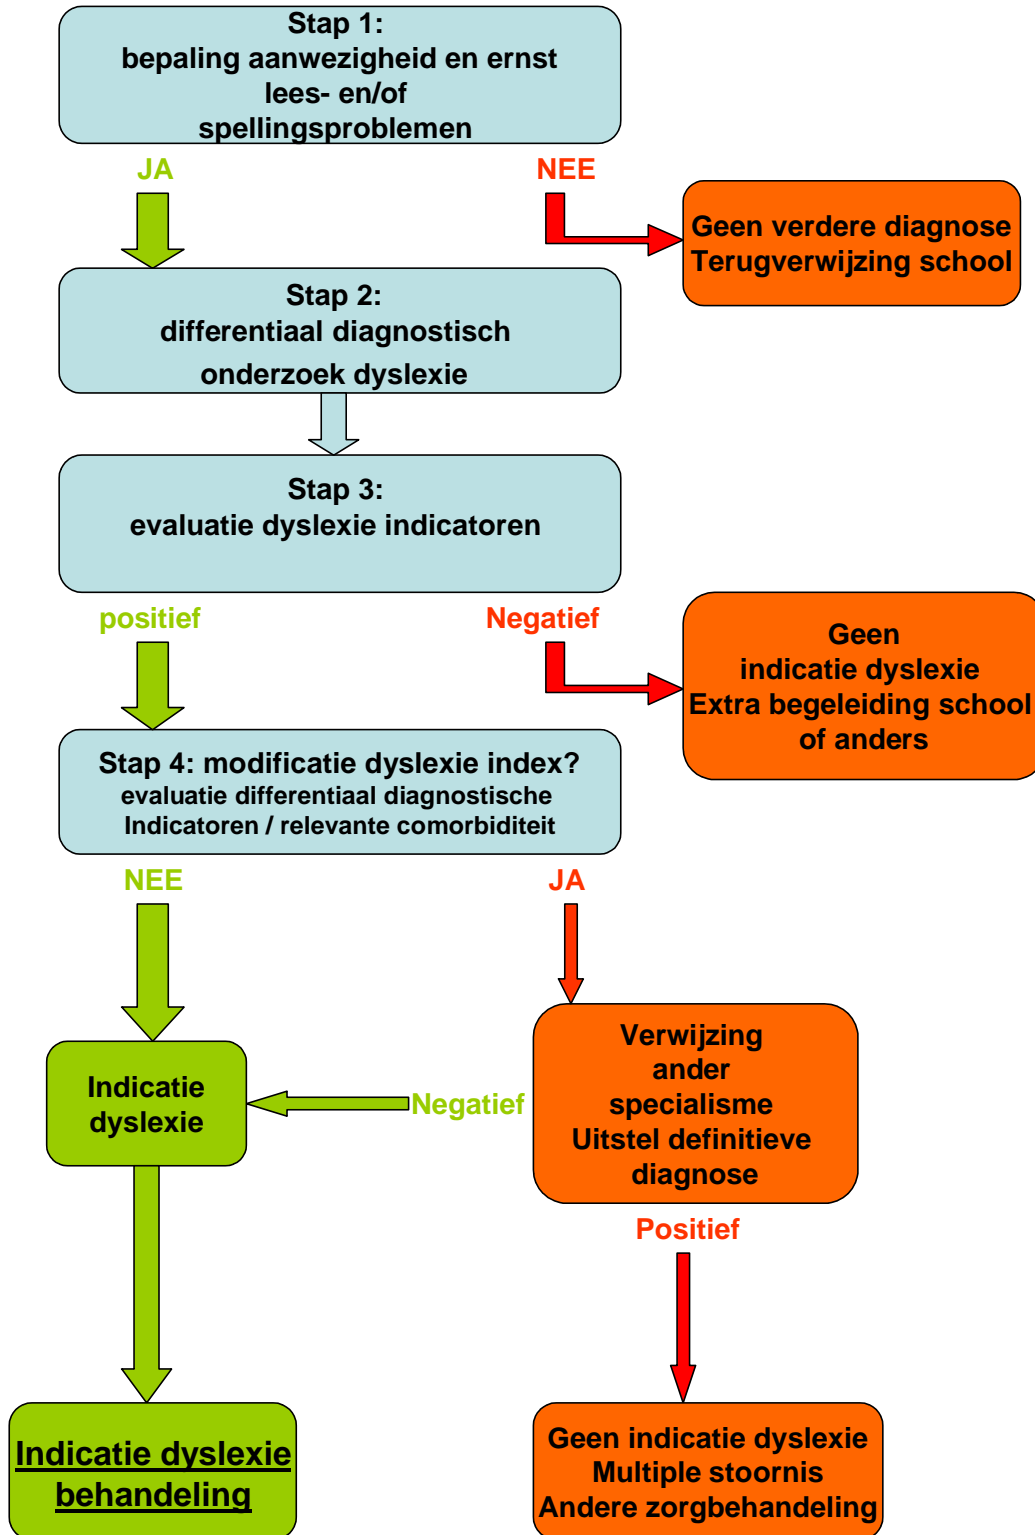 Stap 1:
bepaling aanwezigheid en ernst
lees- en/of
spellingsproblemen
JA
NEE
Geen verdere diagnose
Terugverwijzing school
Stap 2:
differentiaal diagnostisch
onderzoek dyslexie
Stap 3:
evaluatie dyslexie indicatoren
positief
Negatief
Geen
indicatie dyslexie
Extra begeleiding school
of anders
Stap 4: modificatie dyslexie index?
evaluatie differentiaal diagnostische
Indicatoren / relevante comorbiditeit
NEE
JA
Verwijzing
ander
specialisme
Uitstel definitieve
diagnose
Indicatie
dyslexie
Negatief
Positief
Indicatie dyslexie
behandeling
Geen indicatie dyslexie
Multiple stoornis
Andere zorgbehandeling